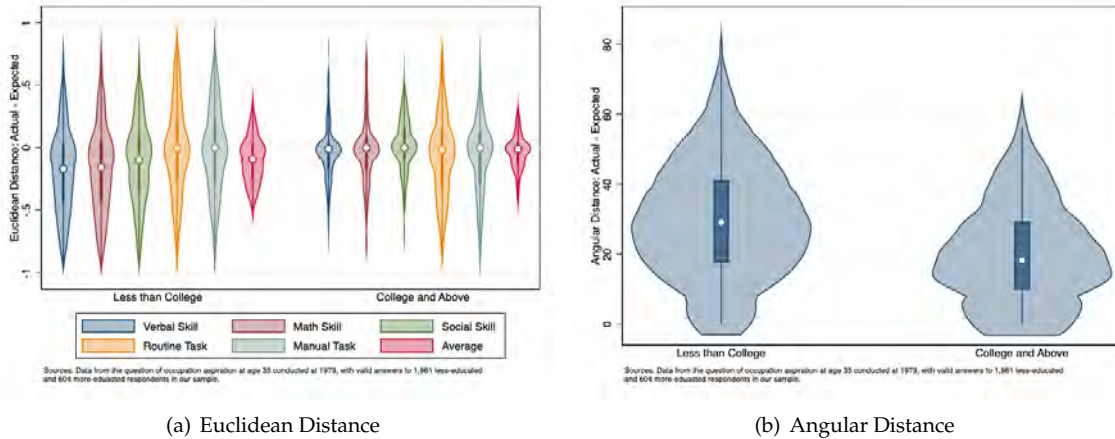 Euclidean Distance: Actual - Expected
1
.5
0
-.5
-1
Less than College
College and Above
Verbal Skill
Math Skill
Social Skill
Routine Task
Manual Task
Average
Sources. Data from the question of occupation aspiration at age 35 conducted at 1979, with valid answers to 1,961 less-educated
and 604 more-eduasted respondents in our sample.
(a) Euclidean Distance
Angular Distance: Actual - Expected
80
60
40
20
0
Less than College
College and Above
Sources. Data from the question of occupation aspiration at age 35 conducted at 1979, with valid answers to 1,961 less-educated
and 604 more-eduasted respondents in our sample.
(b) Angular Distance